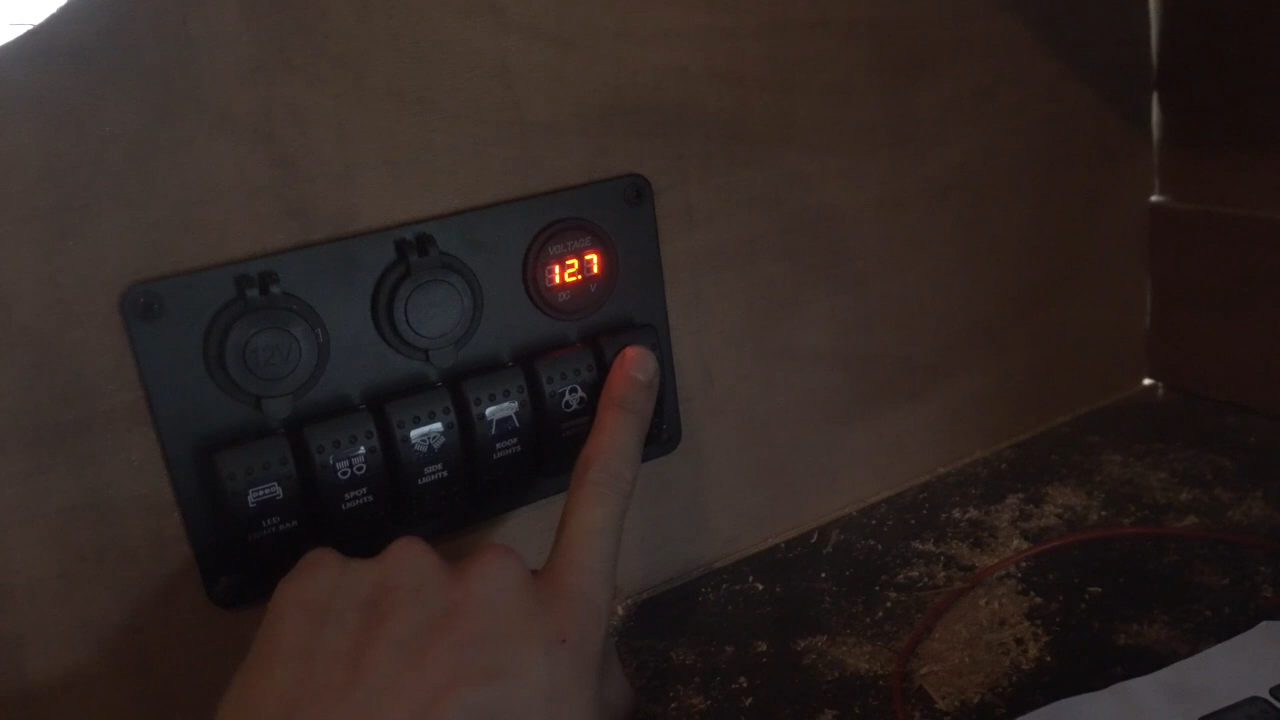 VOLTAGE
12.7
DC V
12V
ROOF
LIGHTS
SIDE
LIGHTS
SPOT
LIGHTS
LED
LIGHT BAR